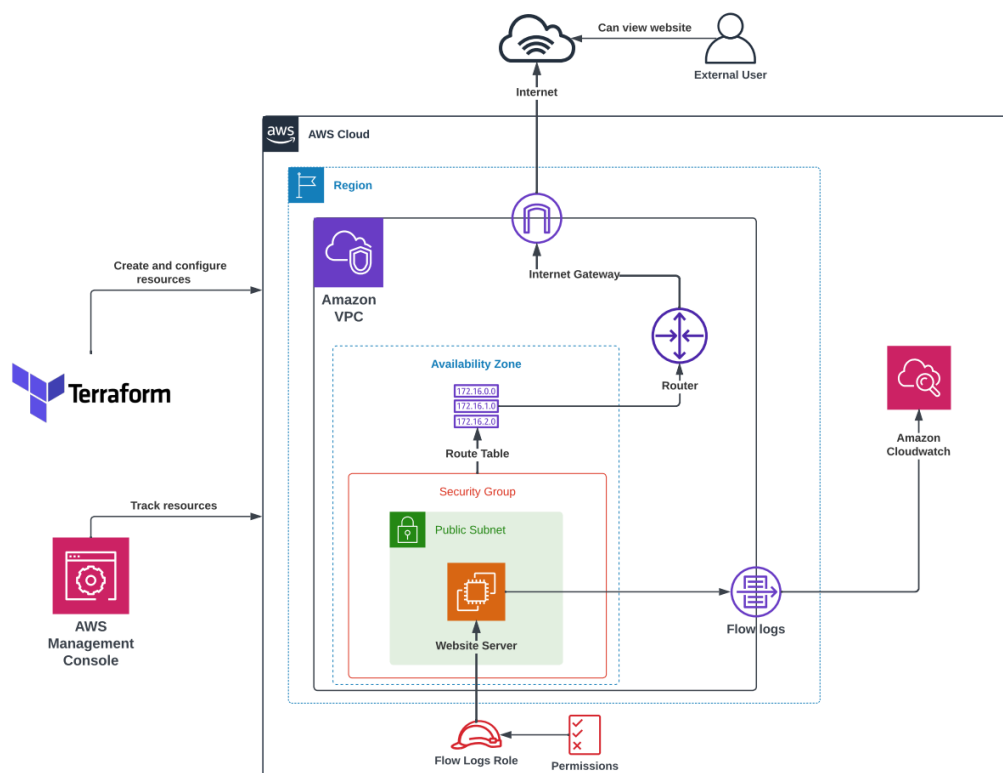 Can view website
External User
Internet
aws
AWS Cloud
Region
Create and configure
resources
Internet Gateway
Amazon
VPC
Availability Zone
Terraform
172.16.0.0
172.16.1.0
172.16.2.0
Router
Route Table
Amazon
Cloudwatch
Security Group
Track resources
Public Subnet
AWS
Management
Console
Website Server
Flow logs
Flow Logs Role
Permissions